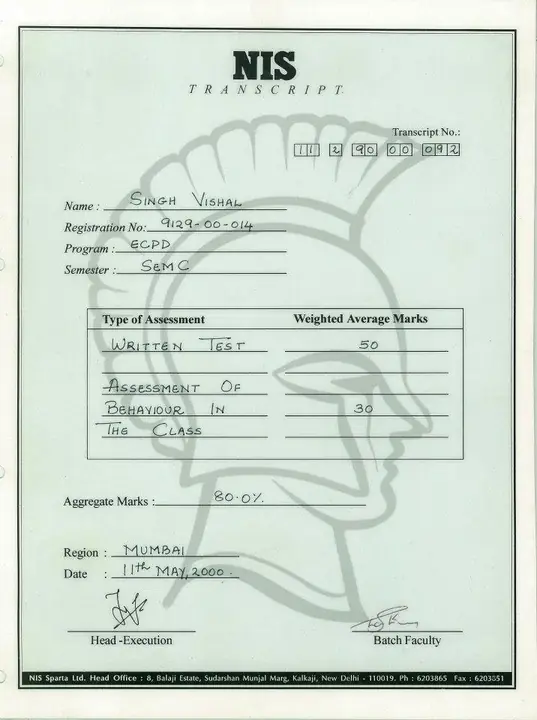 NIS
TRANSCRIPT
Transcript No.:
11 2 90 00 092
Name : SINGH VISHAL
Registration No: 9129-00-014
Program : ECPD
Semester : SEM C
Type of Assessment Weighted Average Marks
WRITTEN TEST 50
ASSESSMENT OF
BEHAVIOUR IN 30
THE CLASS
Aggregate Marks : 80.0%
Region : MUMBAI
Date : 11th MAY, 2000.
Head -Execution Batch Faculty
NIS Sparta Ltd. Head Office : 8, Balaji Estate, Sudarshan Munjal Marg, Kalkaji, New Delhi - 110019. Ph : 6203865 Fax : 6203851